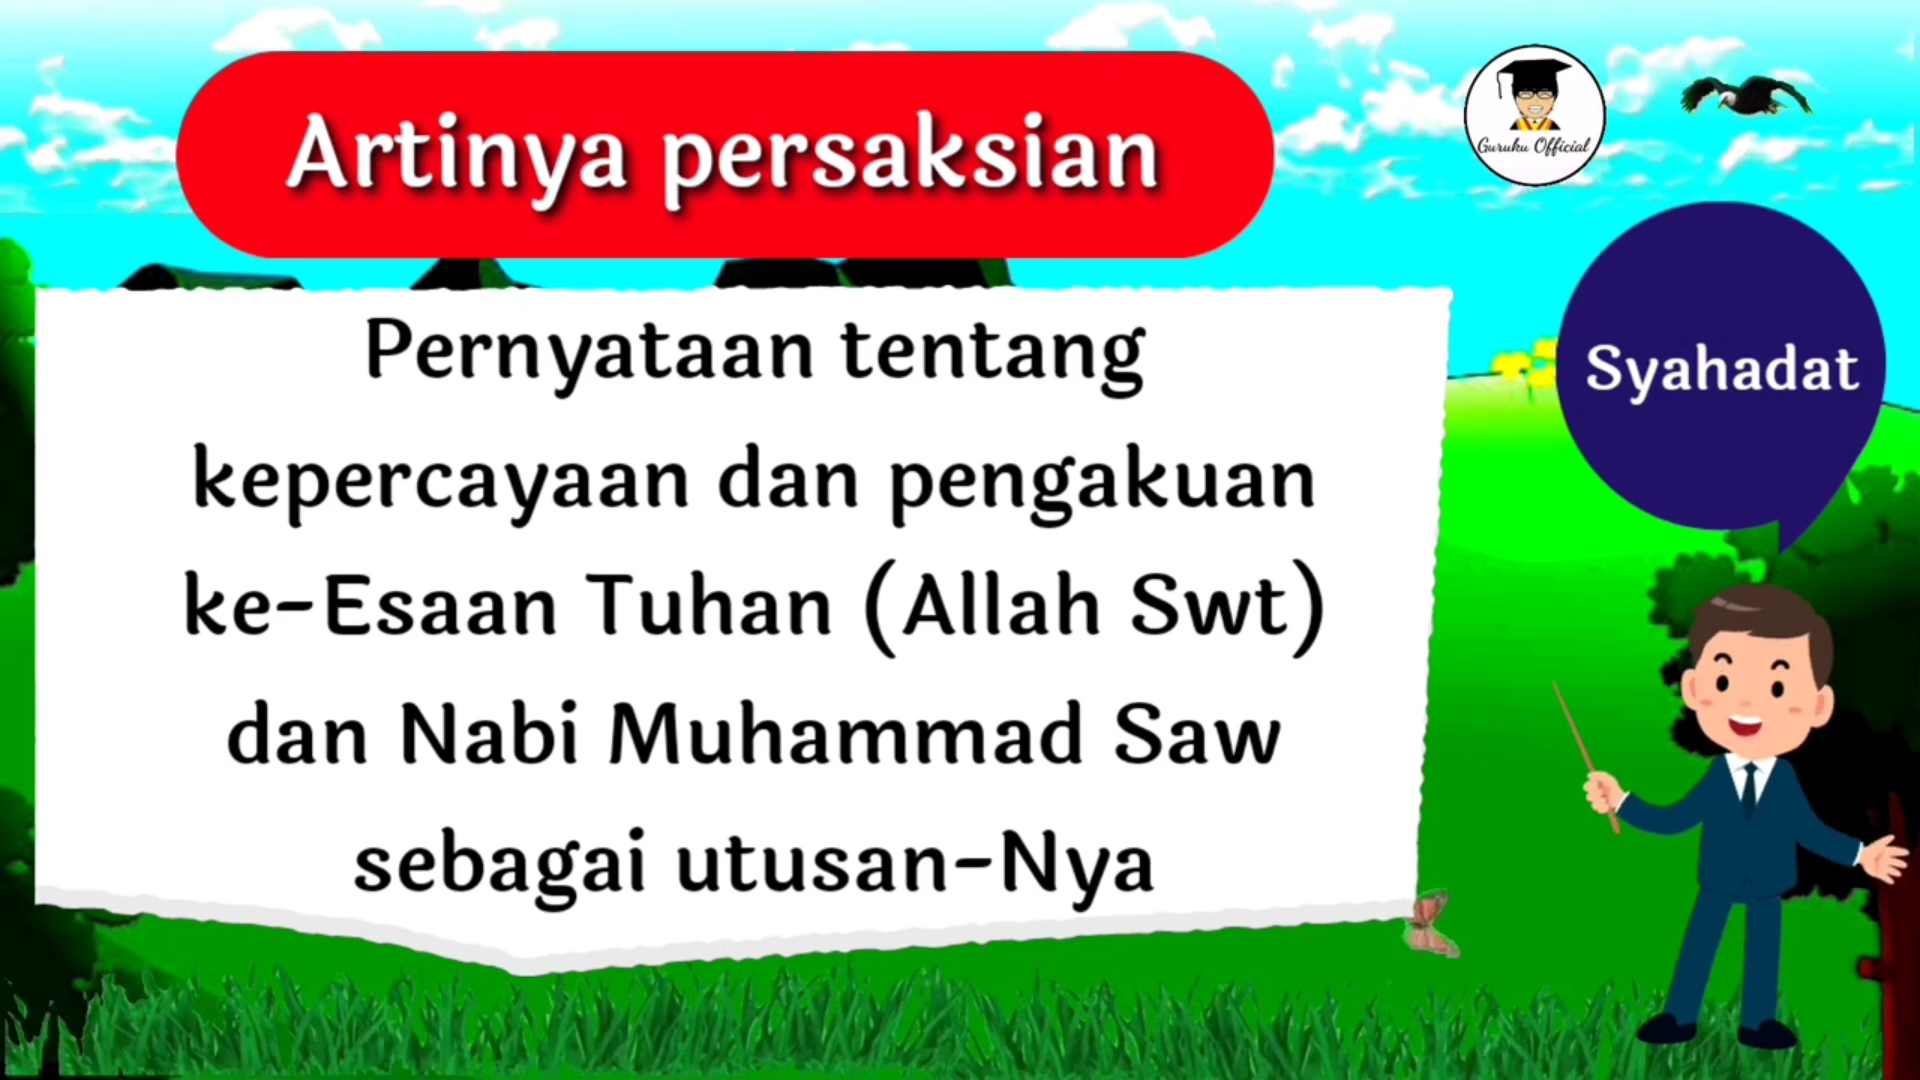 Artinya persaksian
Guruku Official
Syahadat
Pernyataan tentang
kepercayaan dan pengakuan
ke-Esaan Tuhan (Allah Swt)
dan Nabi Muhammad Saw
sebagai utusan-Nya